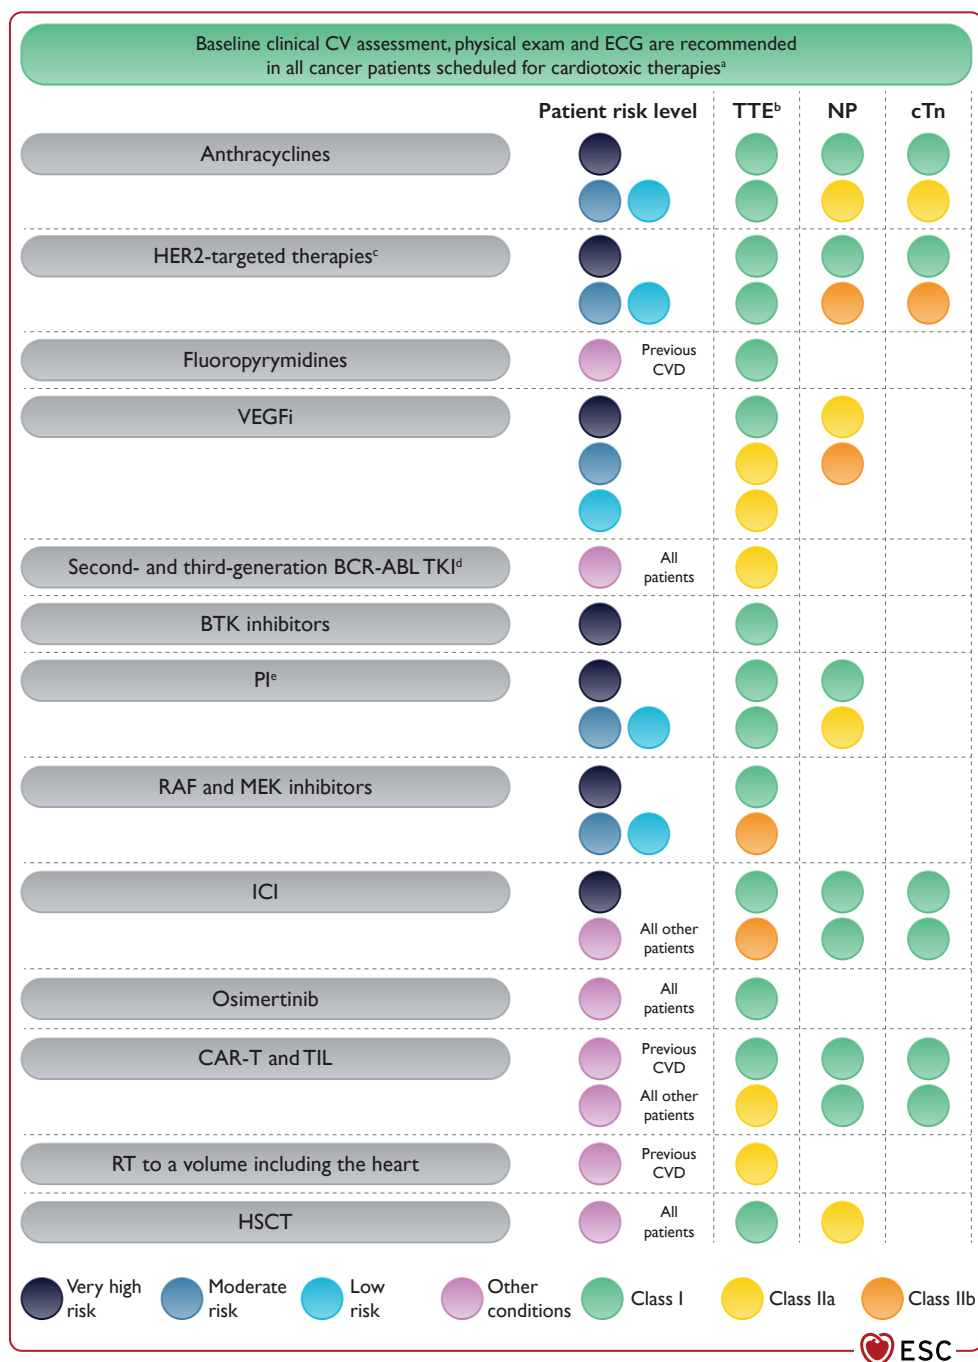 Baseline clinical CV assessment, physical exam and ECG are recommended
in all cancer patients scheduled for cardiotoxic therapiesᵃ
Patient risk level TTEᵇ NP cTn
Anthracyclines
HER2-targeted therapiesᶜ
Fluoropyrymidines
Previous
CVD
VEGFi
Second- and third-generation BCR-ABL TKIᵈ
All
patients
BTK inhibitors
PIᵉ
RAF and MEK inhibitors
ICI
All other
patients
Osimertinib
All
patients
CAR-T and TIL
Previous
CVD
All other
patients
RT to a volume including the heart
Previous
CVD
HSCT
All
patients
Very high
risk
Moderate
risk
Low
risk
Other
conditions
Class I
Class IIa
Class IIb
ESC